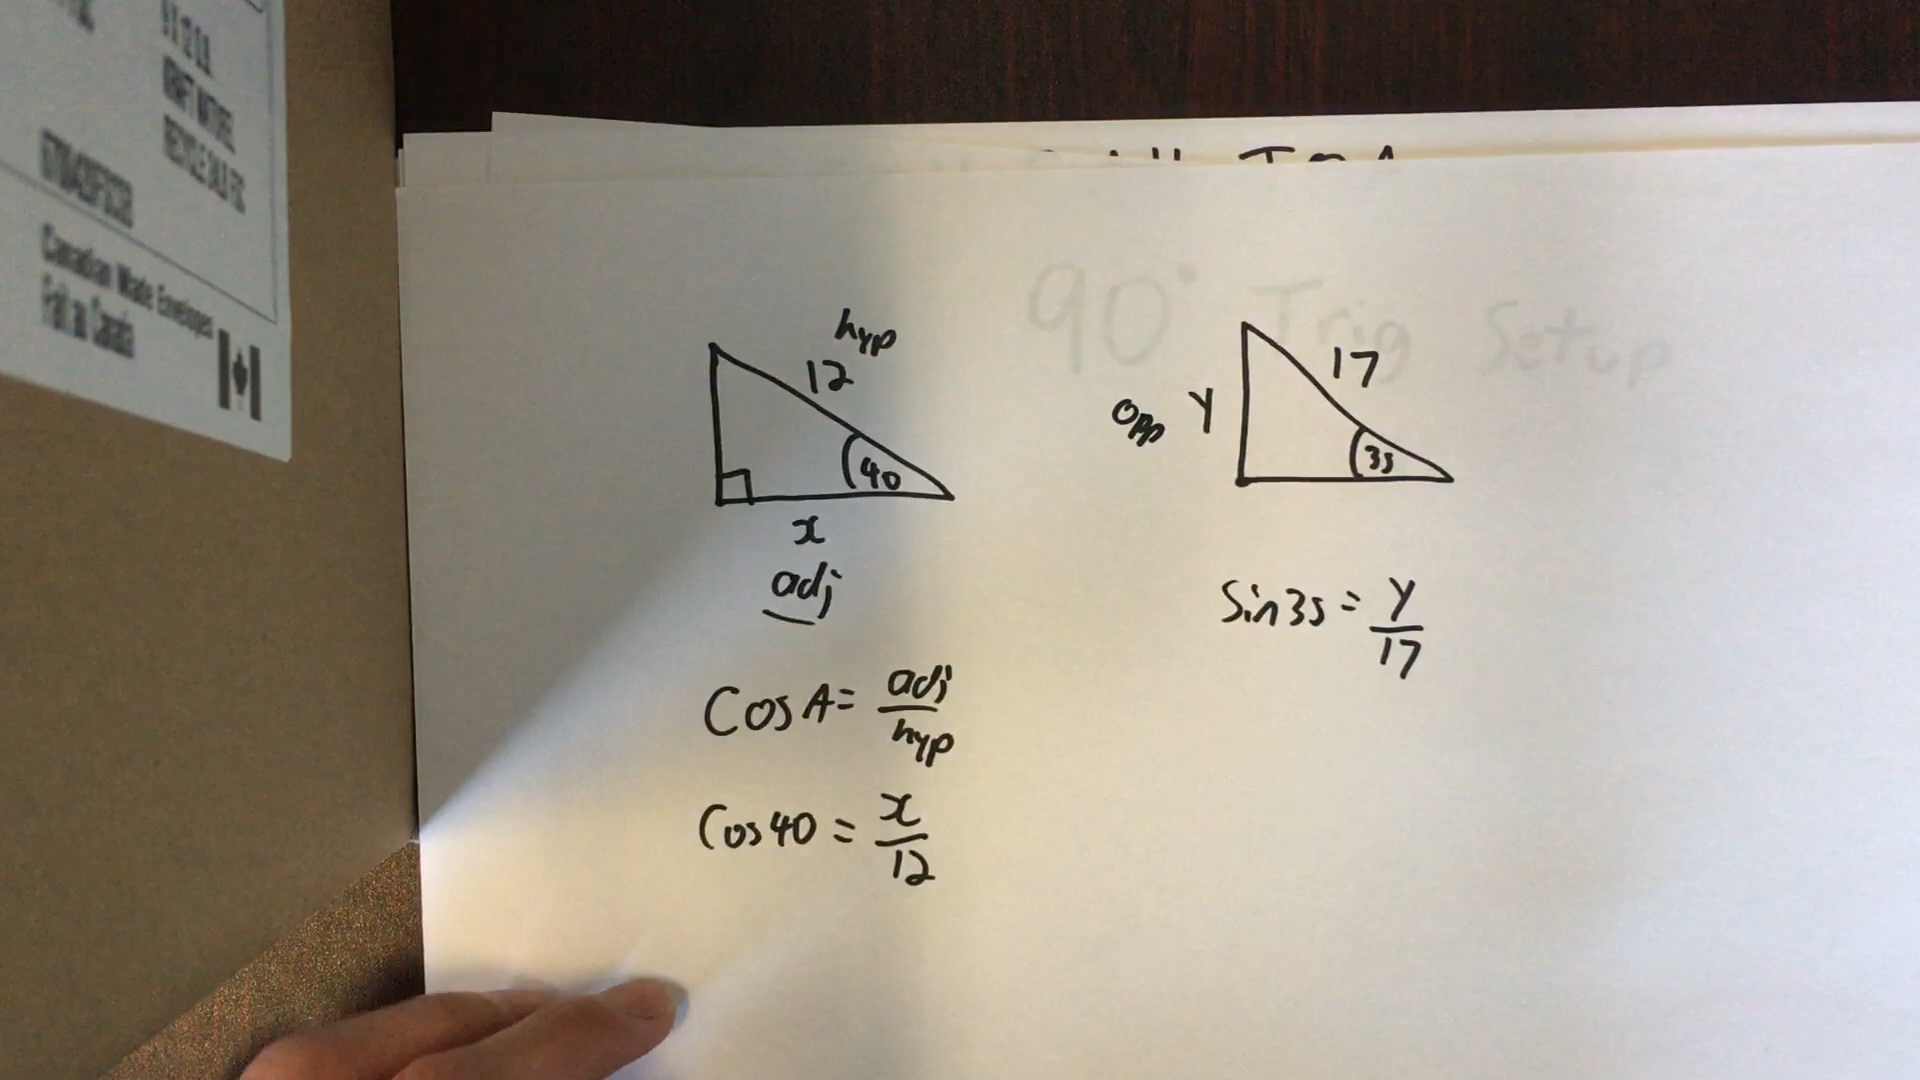 Canadian Made Envelopes
Fait au Canada
90° Trig Setup
hyp
12
40
x
adj
Cos A = adj/hyp
Cos 40 = x/12
17
opp Y
35
Sin 35 = Y/17